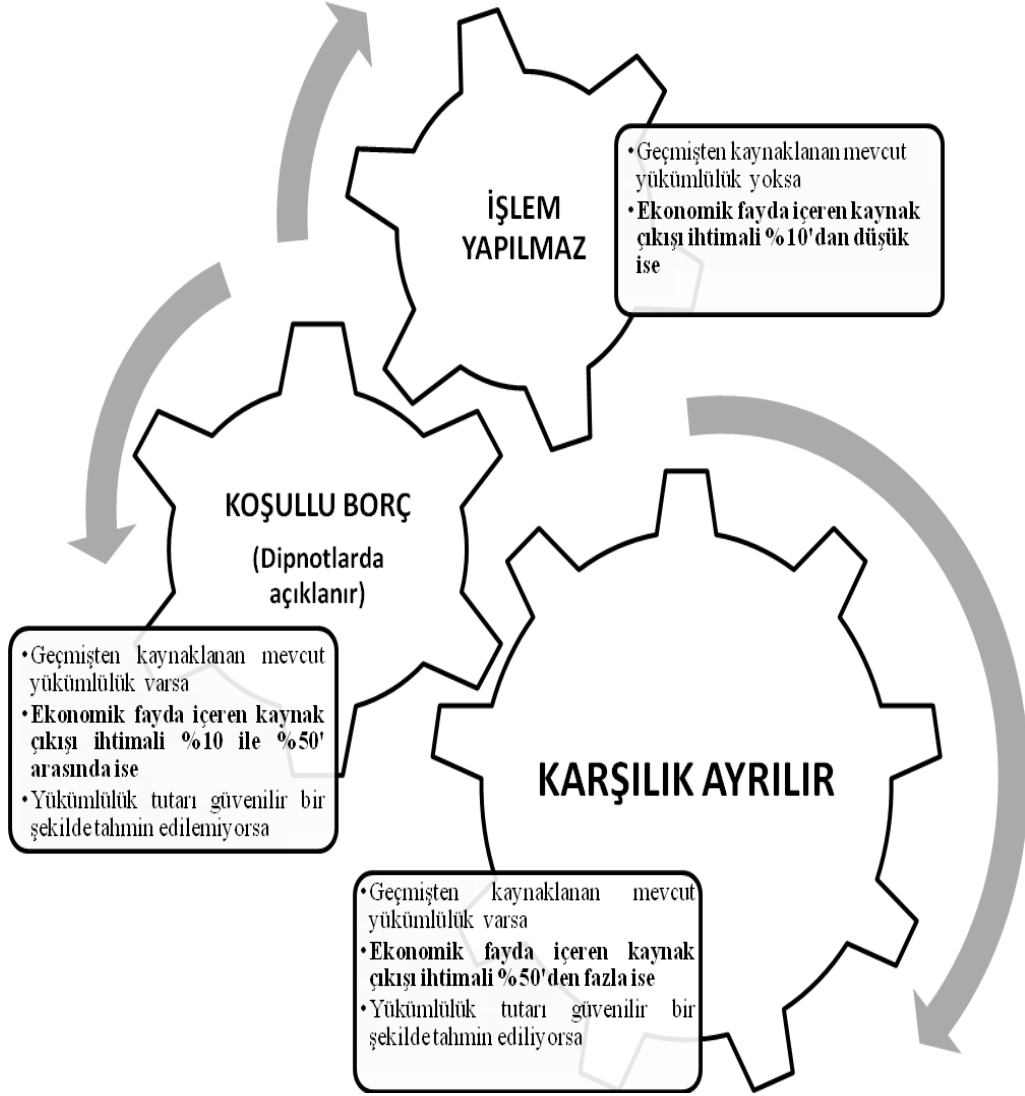 İŞLEM
YAPILMAZ
•Geçmişten kaynaklanan mevcut
yükümlülük yoksa
•Ekonomik fayda içeren kaynak
çıkışı ihtimali %10'dan düşük
ise
KOŞULLU BORÇ
(Dipnotlarda
açıklanır)
•Geçmişten kaynaklanan mevcut
yükümlülük varsa
•Ekonomik fayda içeren kaynak
çıkışı ihtimali %10 ile %50'
arasında ise
•Yükümlülük tutarı güvenilir bir
şekilde tahmin edilemiyorsa
KARŞILIK AYRILIR
•Geçmişten kaynaklanan mevcut
yükümlülük varsa
•Ekonomik fayda içeren kaynak
çıkışı ihtimali %50'den fazla ise
•Yükümlülük tutarı güvenilir bir
şekilde tahmin ediliyorsa